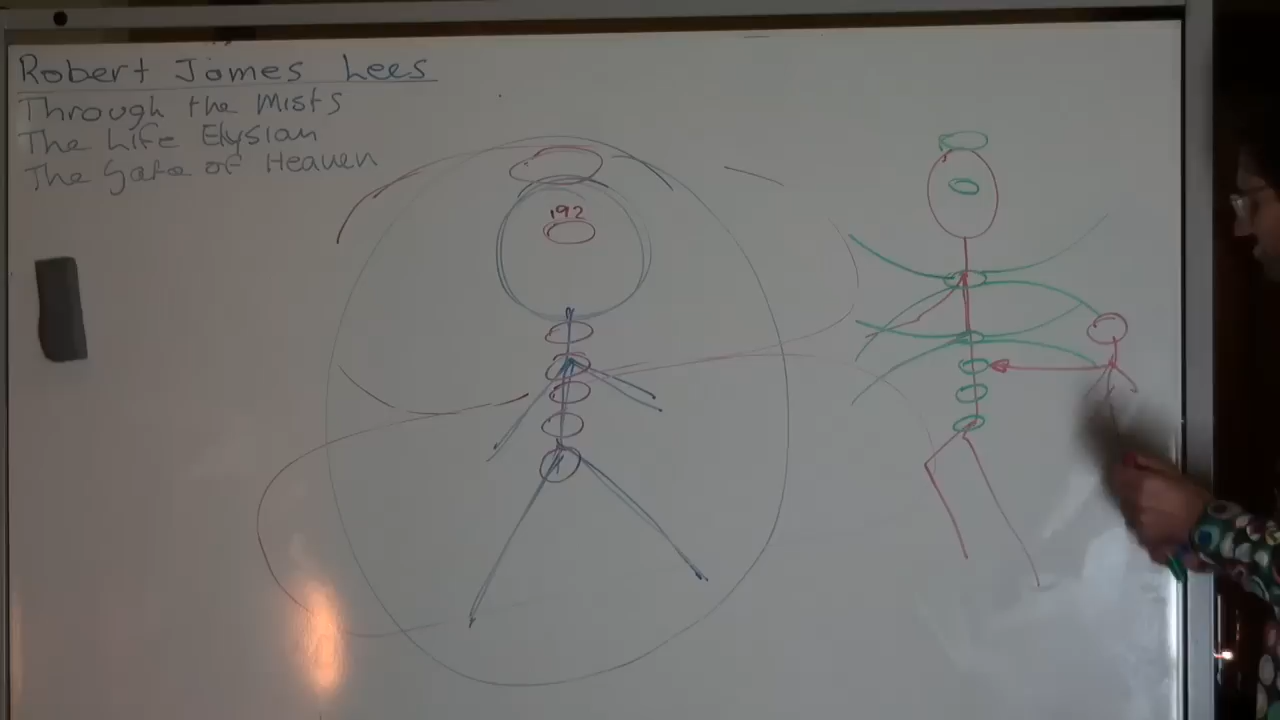 Robert James Lees
Through the Mists
The Life Elysian
The Gate of Heaven
192